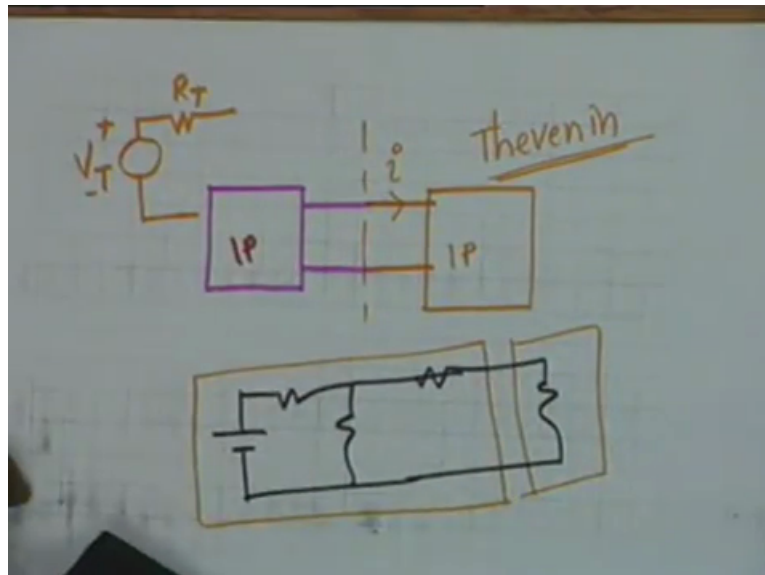 R_T
+
V_T
-
Thevenin
i
1P
1P